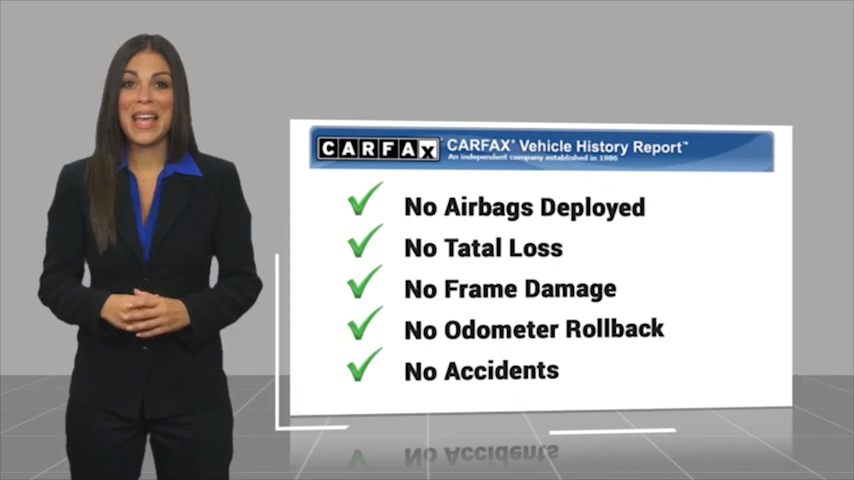 CARFAX CARFAX® Vehicle History Report™
An independent company established in 1986
No Airbags Deployed
No Tatal Loss
No Frame Damage
No Odometer Rollback
No Accidents
No Accidents